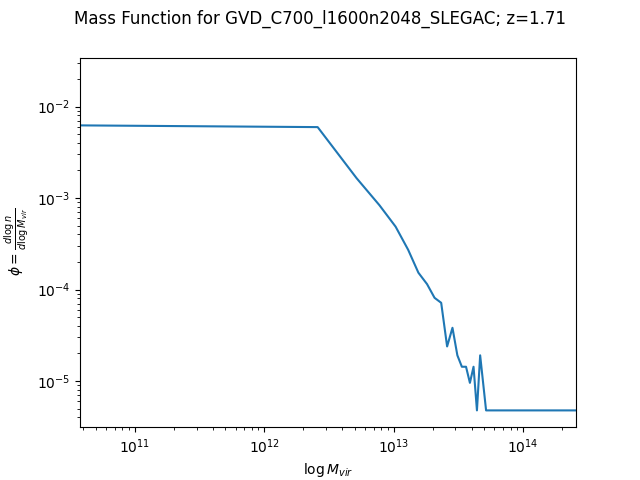 Mass Function for GVD_C700_l1600n2048_SLEGAC; z=1.71
10⁻²
10⁻³
10⁻⁴
10⁻⁵
ϕ = d log n / d log M_vir
10¹¹
10¹²
10¹³
10¹⁴
log M_vir